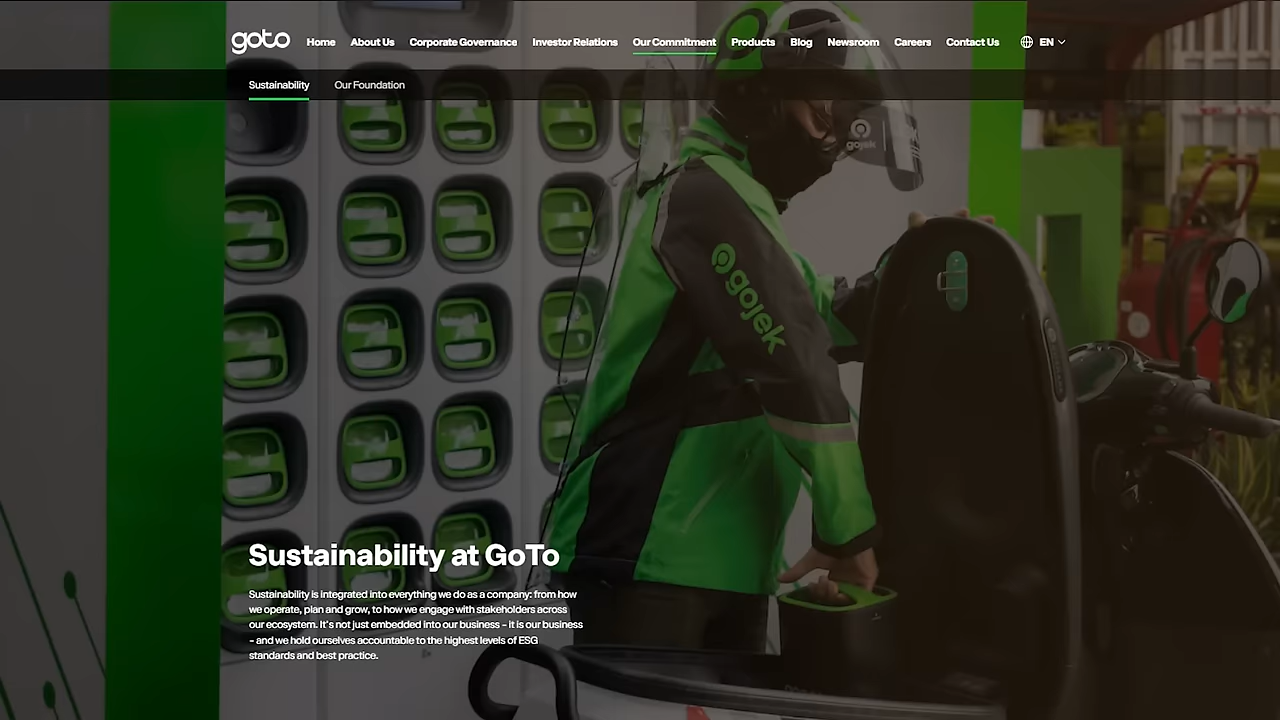 goto
Home About Us Corporate Governance Investor Relations Our Commitment Products Blog Newsroom Careers Contact Us EN
Sustainability Our Foundation
gojek
gojek
Sustainability at GoTo
Sustainability is integrated into everything we do as a company: from how
we operate, plan and grow, to how we engage with stakeholders across
our ecosystem. It's not just embedded into our business – it is our business
– and we hold ourselves accountable to the highest levels of ESG
standards and best practice.